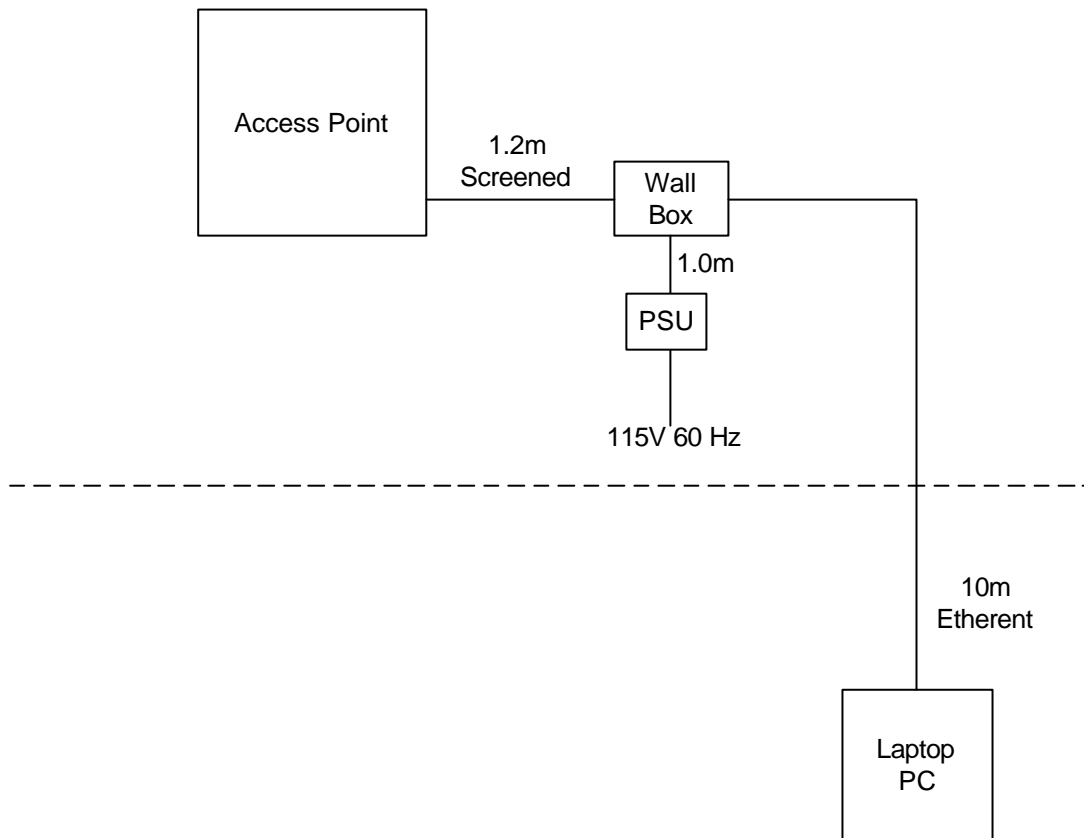 Access Point
1.2m
Screened
Wall
Box
1.0m
PSU
115V 60 Hz
10m
Etherent
Laptop
PC